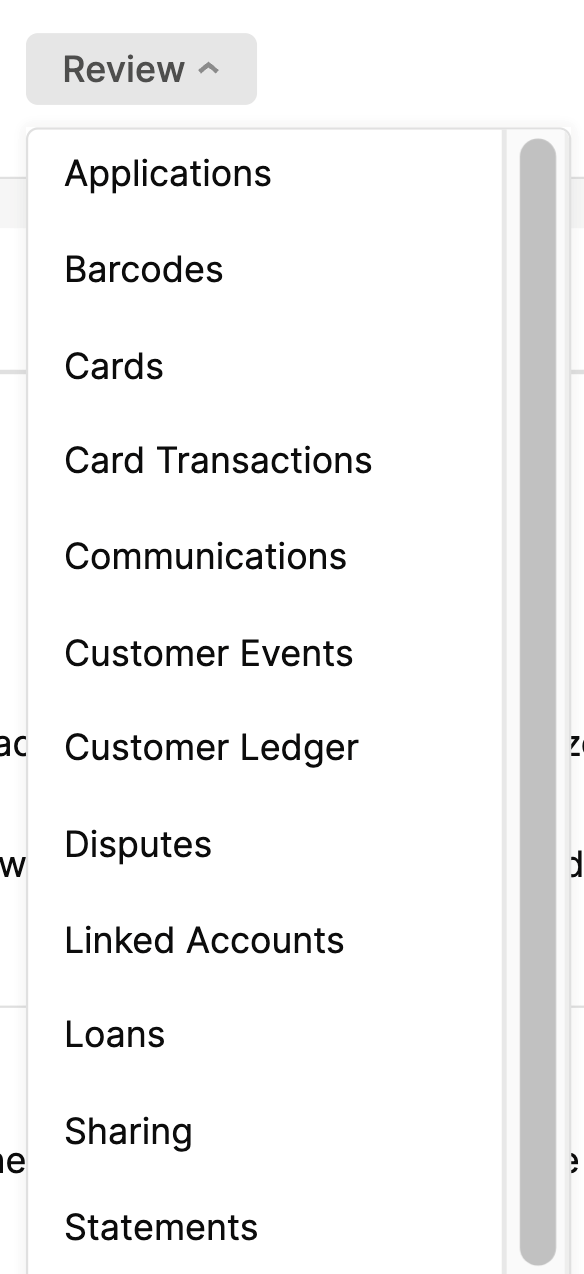 Review
Applications
Barcodes
Cards
Card Transactions
Communications
Customer Events
Customer Ledger
Disputes
Linked Accounts
Loans
Sharing
Statements